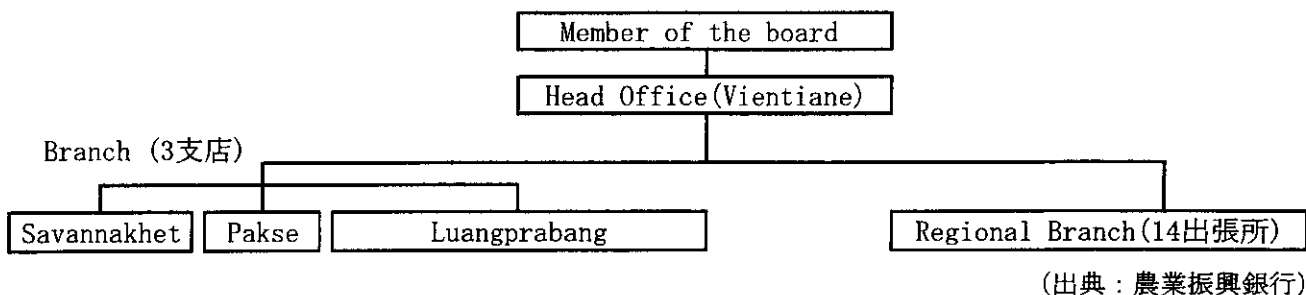 Member of the board
Head Office(Vientiane)
Branch (3支店)
Savannakhet
Pakse
Luangprabang
Regional Branch(14出張所)
(出典：農業振興銀行)